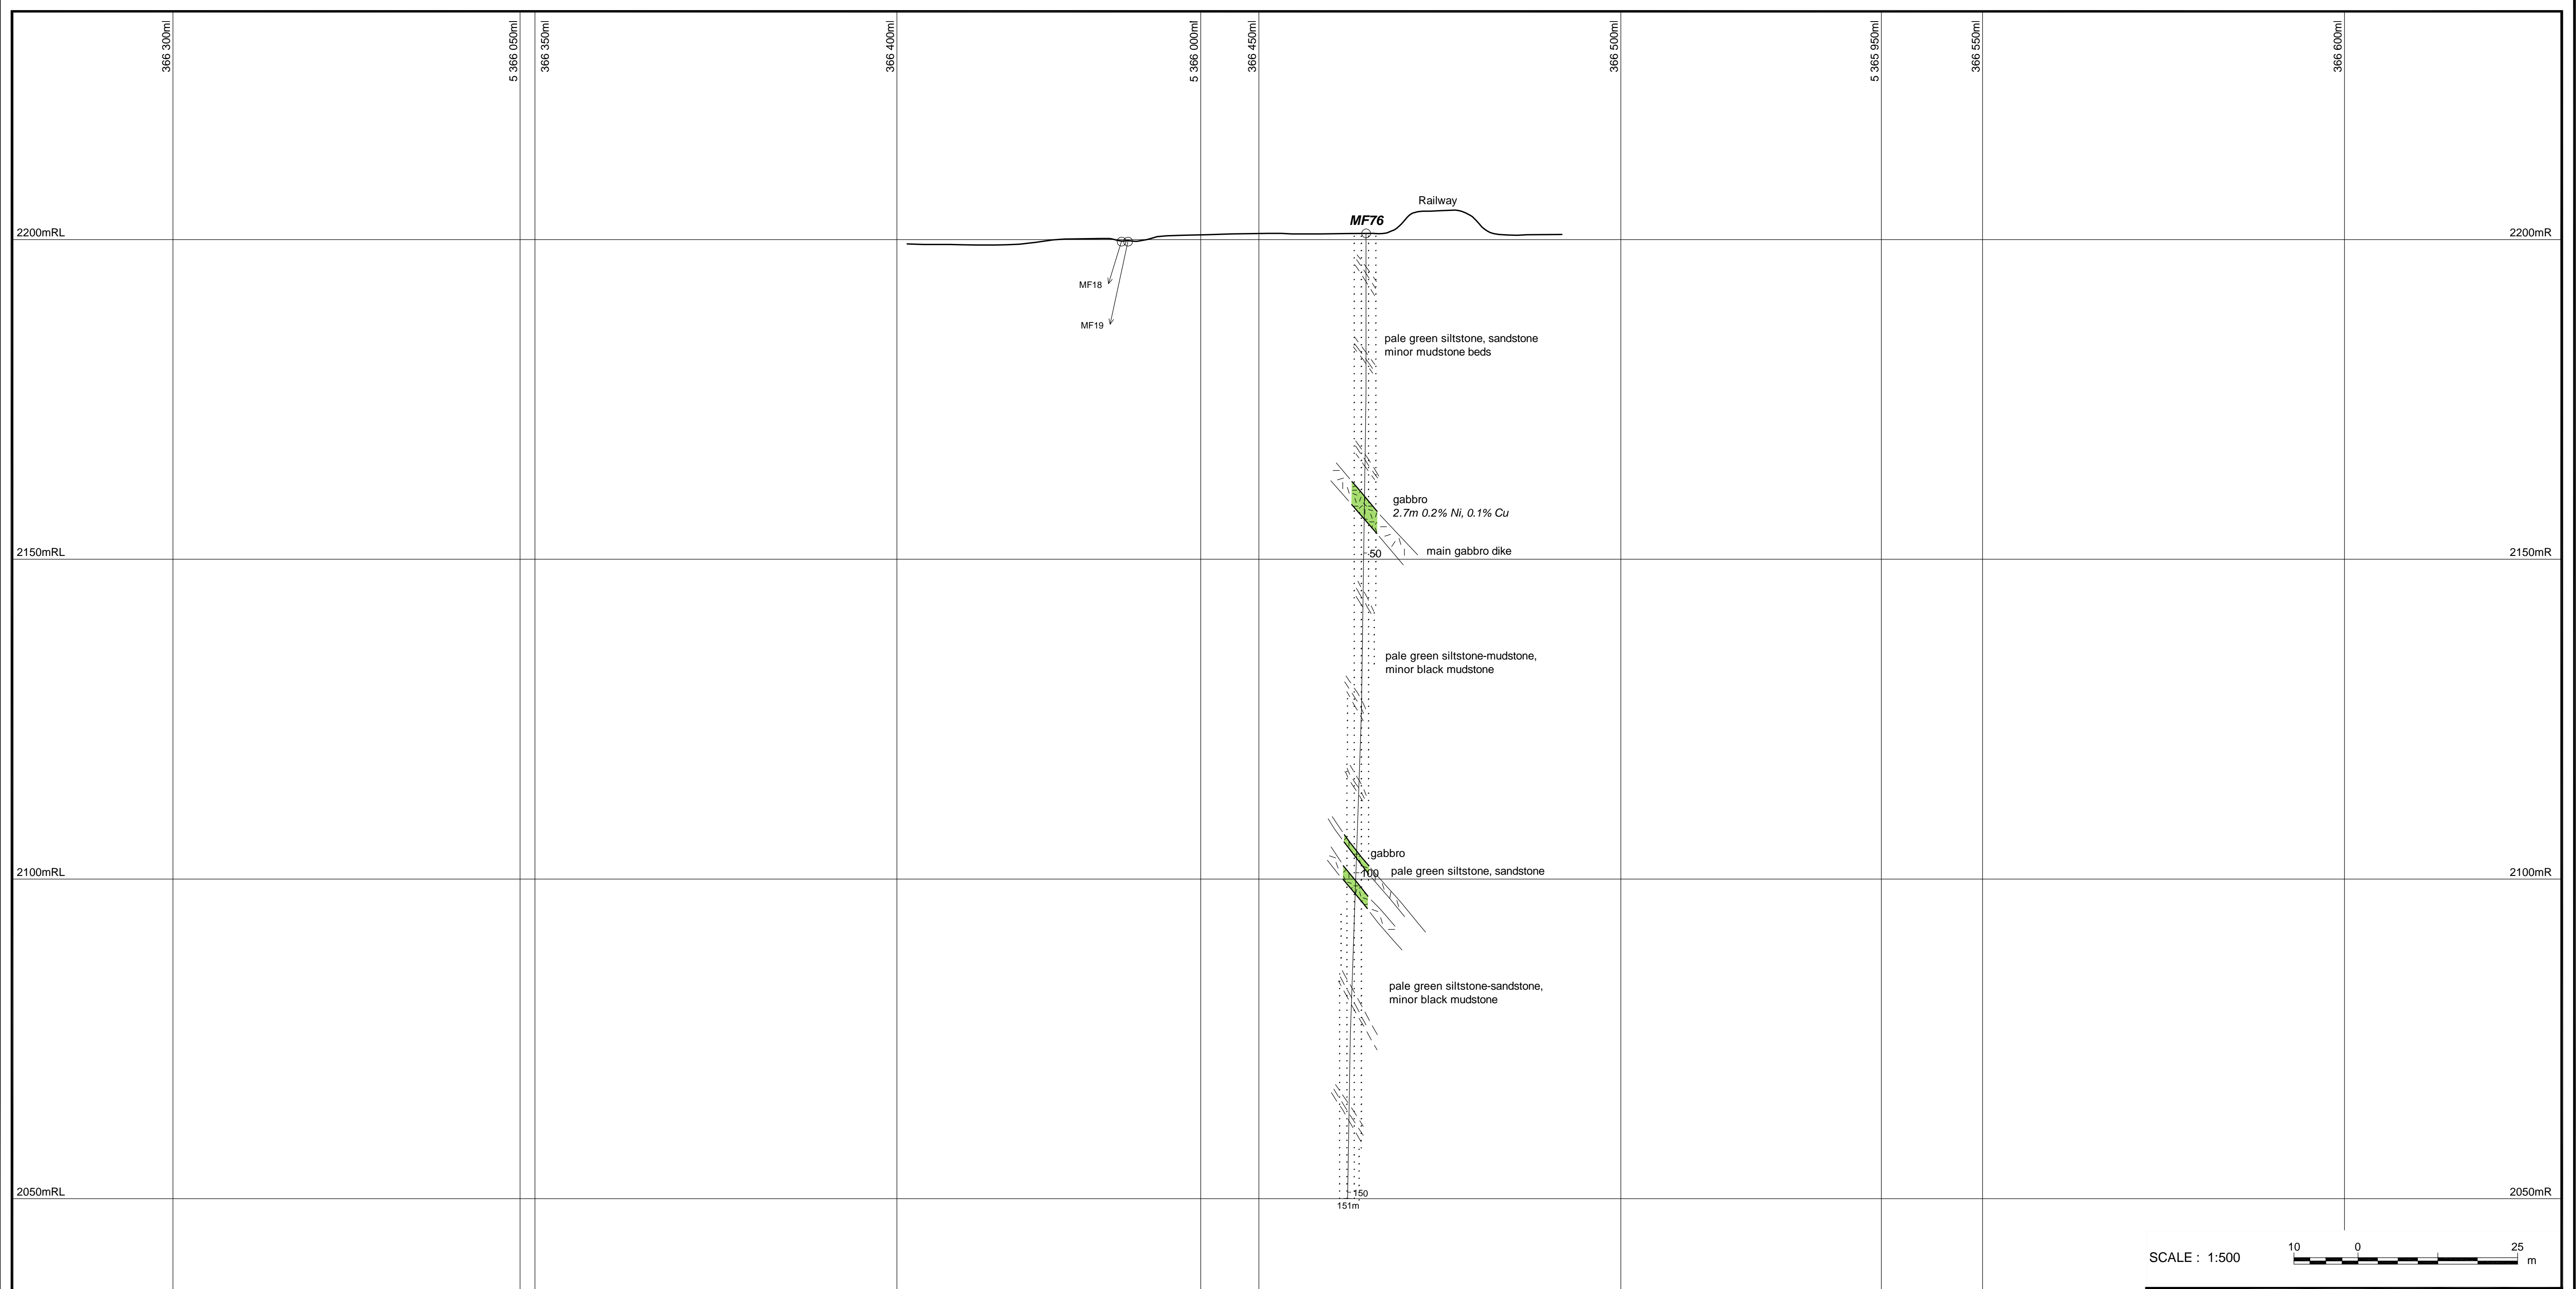 366 300ml
5 366 050ml
366 350ml
366 400ml
5 366 000ml
366 450ml
366 500ml
5 365 950ml
366 550ml
366 600ml
Railway
MF76
2200mRL
2200mR
MF18
MF19
pale green siltstone, sandstone
minor mudstone beds
gabbro
2.7m 0.2% Ni, 0.1% Cu
main gabbro dike
50
2150mRL
2150mR
pale green siltstone-mudstone,
minor black mudstone
gabbro
pale green siltstone, sandstone
100
2100mRL
2100mR
pale green siltstone-sandstone,
minor black mudstone
2050mRL
2050mR
150
151m
SCALE : 1:500
10 0 25
m